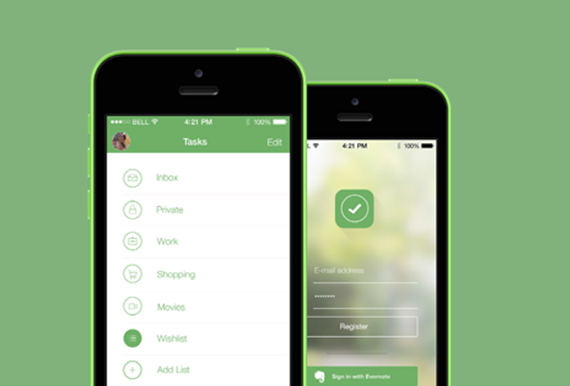 BELL 4:21 PM 100%
Tasks Edit
Inbox
Private
Work
Shopping
Movies
Wishlist
Add List
L 4:21 PM 100%
E-mail address
Register
Sign in with Evernote